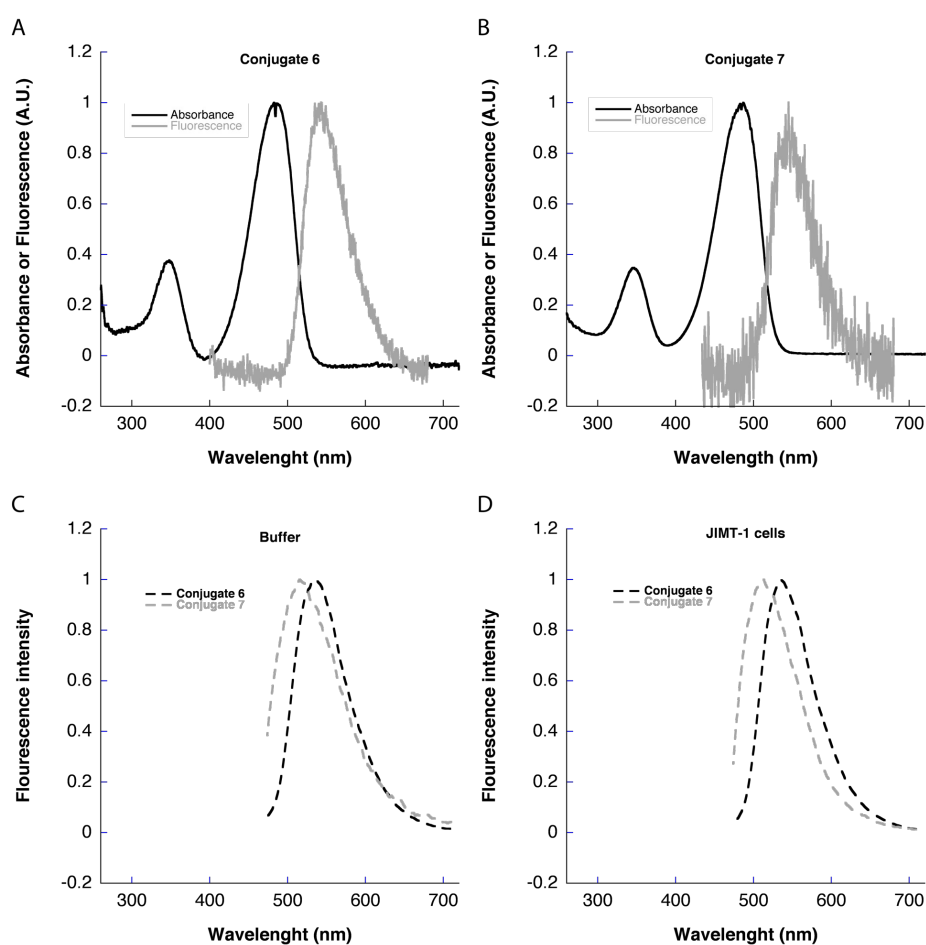 A
Conjugate 6
Absorbance
Fluorescence
Absorbance or Fluorescence (A.U.)
1.2
1
0.8
0.6
0.4
0.2
0
-0.2
300 400 500 600 700
Wavelenght (nm)
B
Conjugate 7
Absorbance
Fluorescence
Absorbance or Fluorescence (A.U.)
1.2
1
0.8
0.6
0.4
0.2
0
-0.2
300 400 500 600 700
Wavelength (nm)
C
Buffer
Conjugate 6
Conjugate 7
Flourescence intensity
1.2
1
0.8
0.6
0.4
0.2
0
-0.2
300 400 500 600 700
Wavelenght (nm)
D
JIMT-1 cells
Conjugate 6
Conjugate 7
Flourescence intensity
1.2
1
0.8
0.6
0.4
0.2
0
-0.2
300 400 500 600 700
Wavelenght (nm)